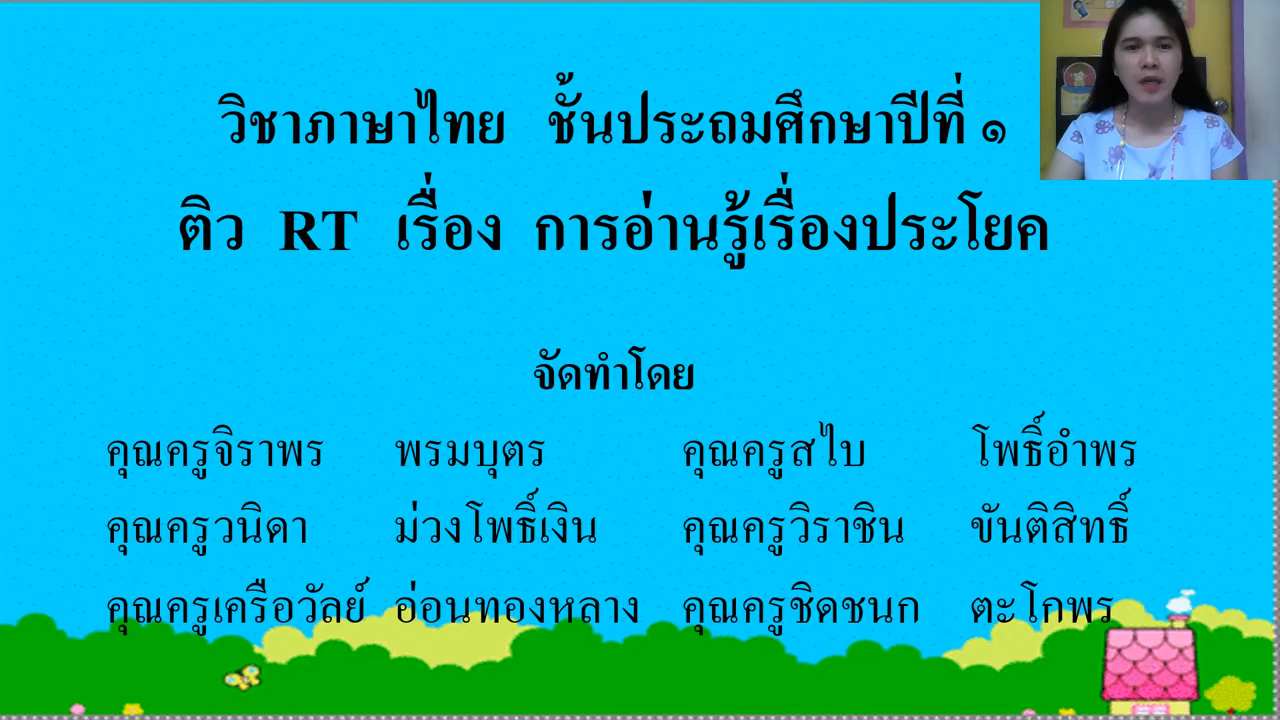 วิชาภาษาไทย ชั้นประถมศึกษาปีที่ ๑
ติว RT เรื่อง การอ่านรู้เรื่องประโยค
จัดทำโดย
คุณครูจิราพร พรมบุตร คุณครูสไบ โพธิ์อำพร
คุณครูวนิดา ม่วงโพธิ์เงิน คุณครูวิราชิน ขันติสิทธิ์
คุณครูเครือวัลย์ อ่อนทองหลาง คุณครูชิดชนก ตะโกพร